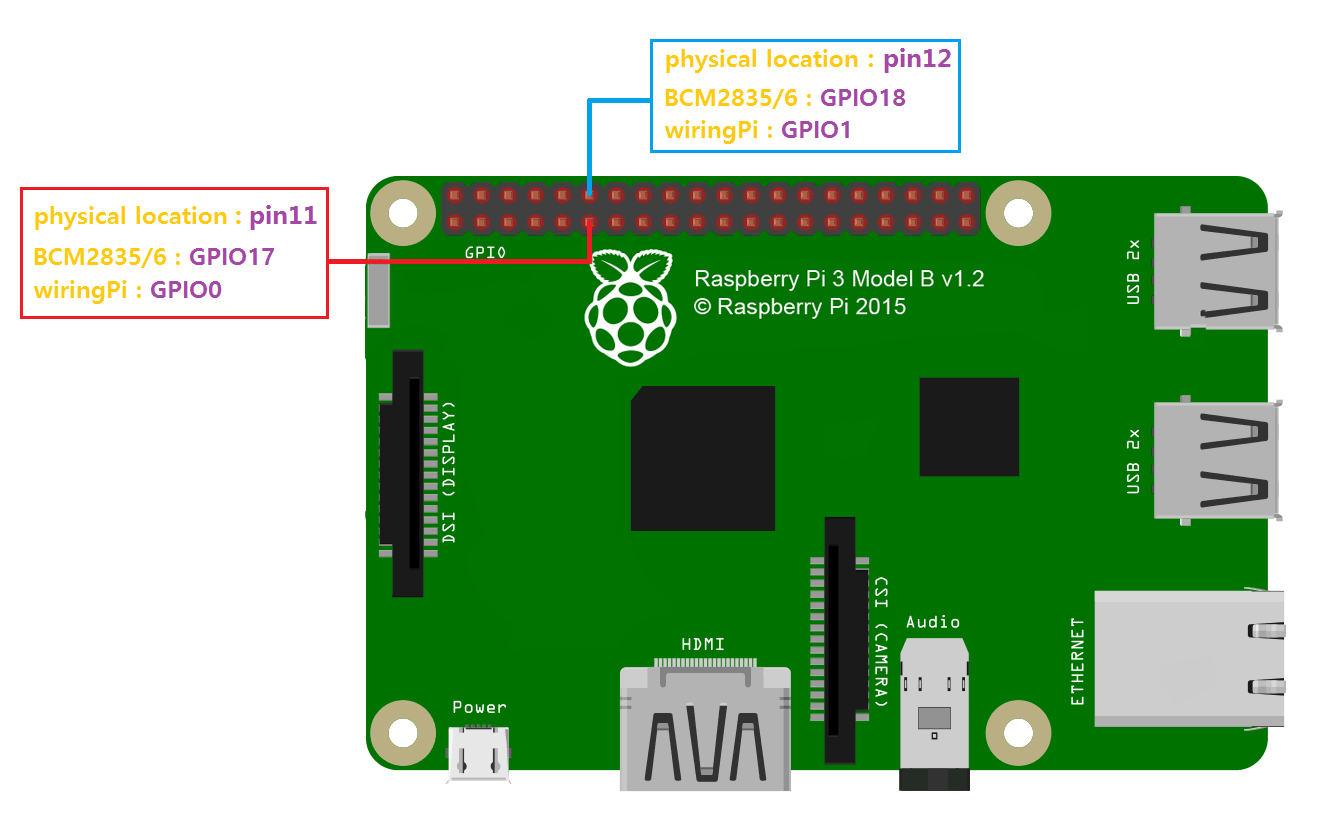 physical location : pin12
BCM2835/6 : GPIO18
wiringPi : GPIO1
physical location : pin11
BCM2835/6 : GPIO17
wiringPi : GPIO0
GPIO
Raspberry Pi 3 Model B v1.2
© Raspberry Pi 2015
USB 2x
DSI (DISPLAY)
USB 2x
CSI (CAMERA)
Audio
ETHERNET
HDMI
Power